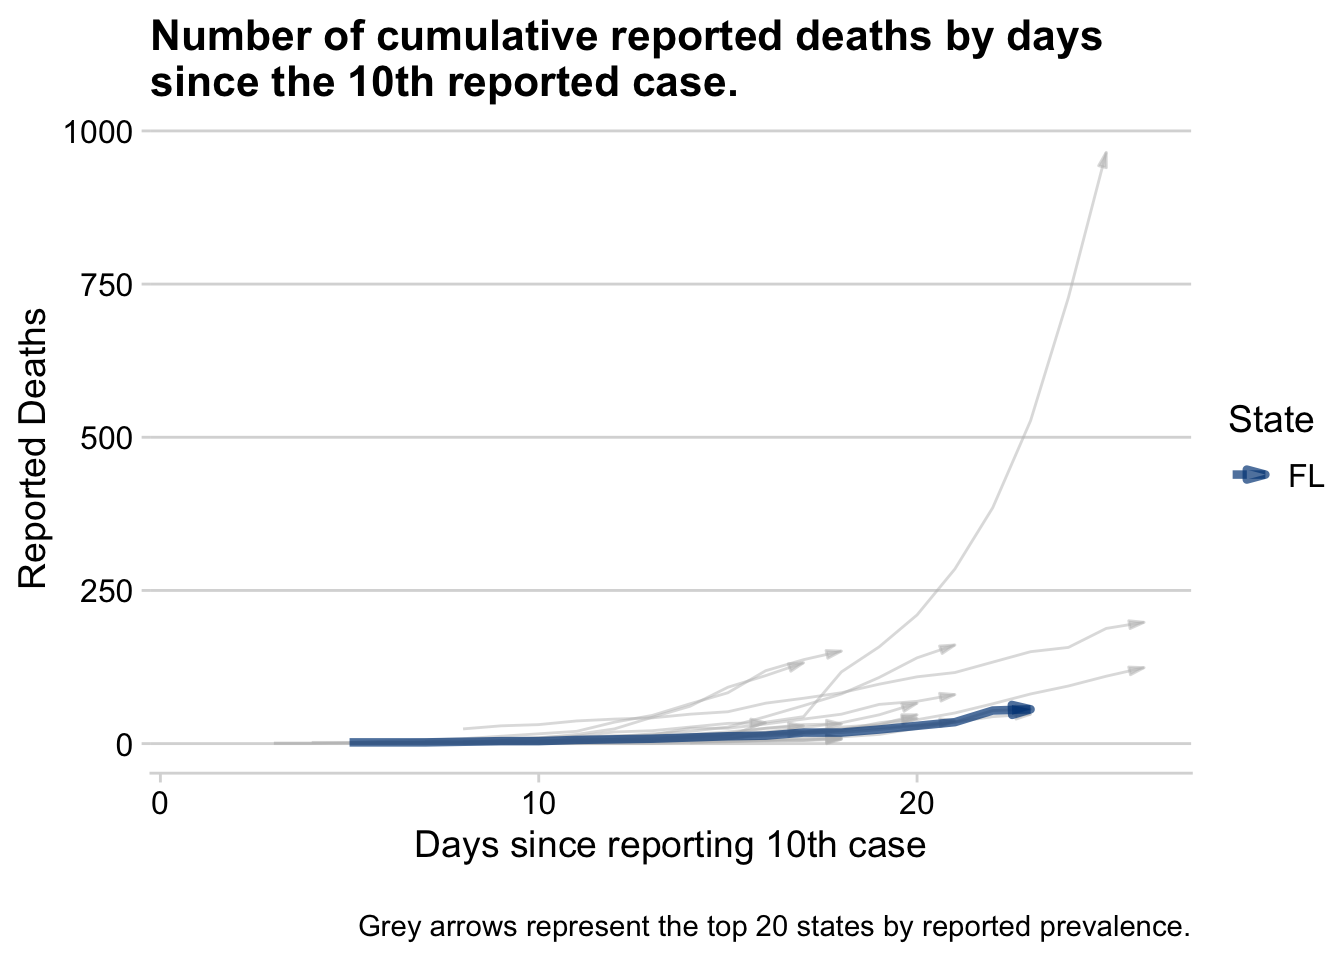 Number of cumulative reported deaths by days
since the 10th reported case.
1000
750
500
250
0
Reported Deaths
0 10 20
Days since reporting 10th case
State
FL
Grey arrows represent the top 20 states by reported prevalence.